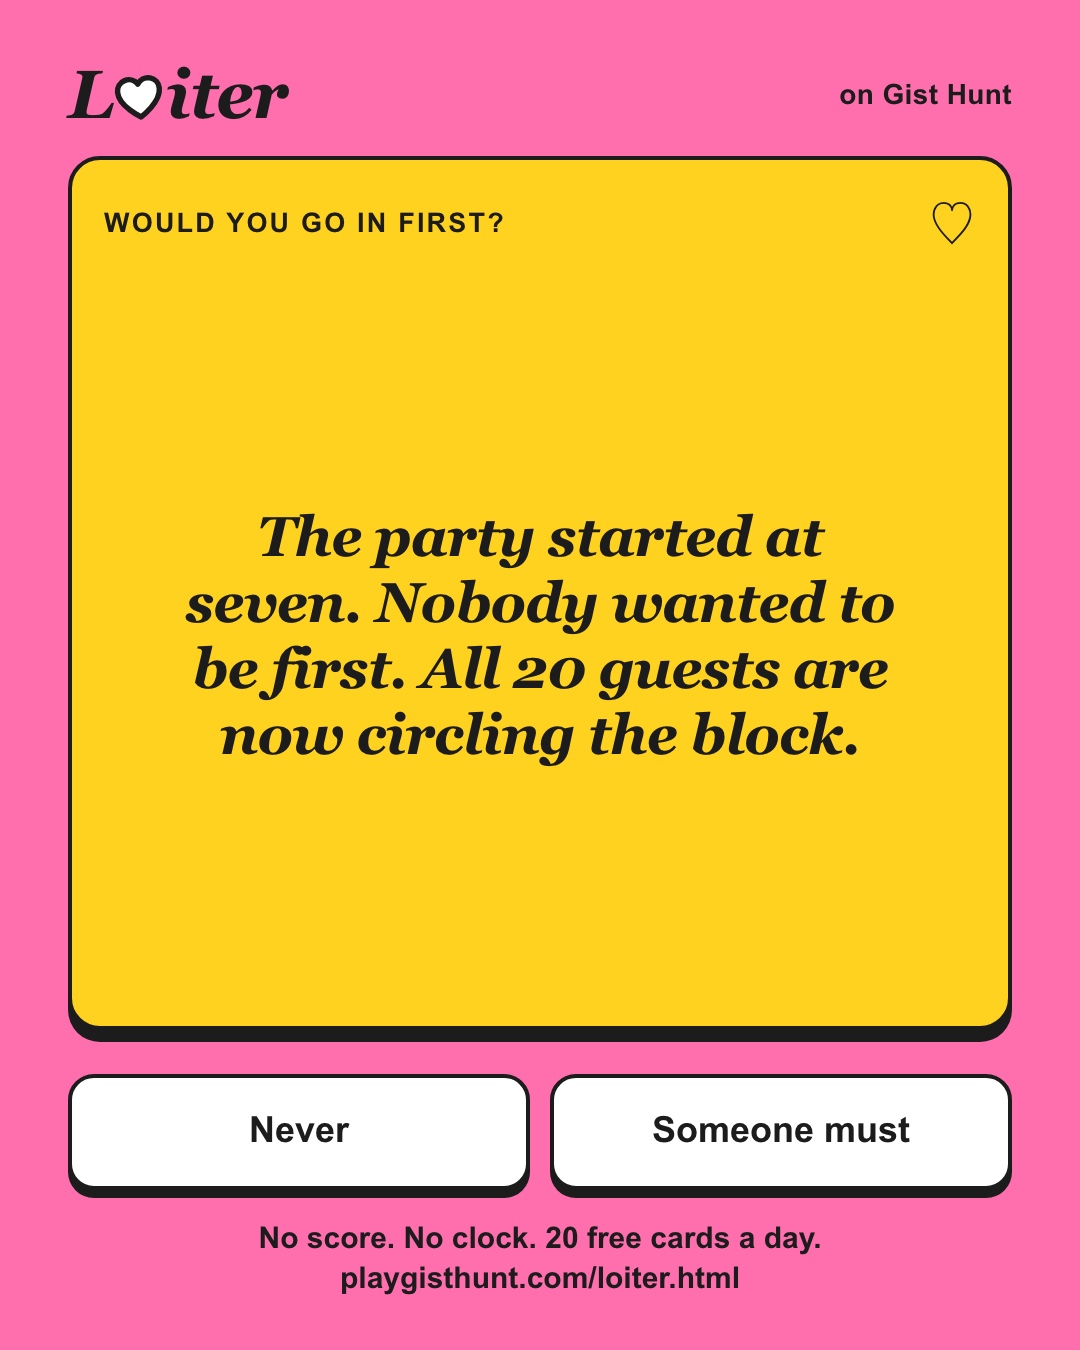 Loiter
on Gist Hunt
WOULD YOU GO IN FIRST?
The party started at
seven. Nobody wanted to
be first. All 20 guests are
now circling the block.
Never
Someone must
No score. No clock. 20 free cards a day.
playgisthunt.com/loiter.html